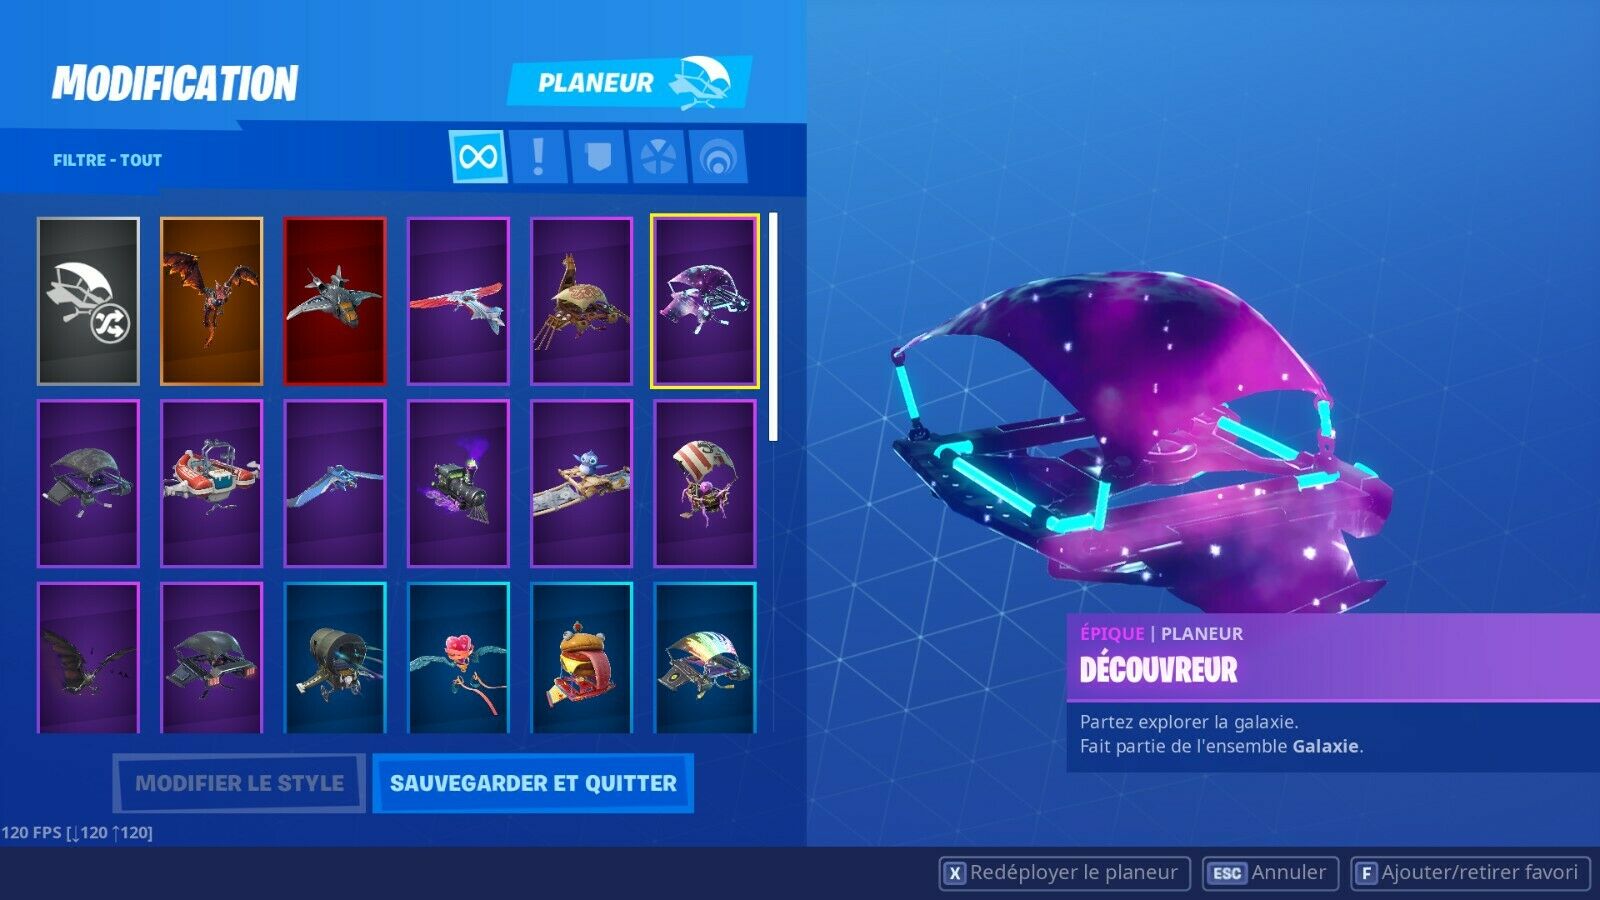 MODIFICATION
PLANEUR
FILTRE - TOUT
MODIFIER LE STYLE
SAUVEGARDER ET QUITTER
120 FPS [↓120 ↑120]
ÉPIQUE | PLANEUR
DÉCOUVREUR
Partez explorer la galaxie.
Fait partie de l'ensemble Galaxie.
X Redéployer le planeur
ESC Annuler
F Ajouter/retirer favori